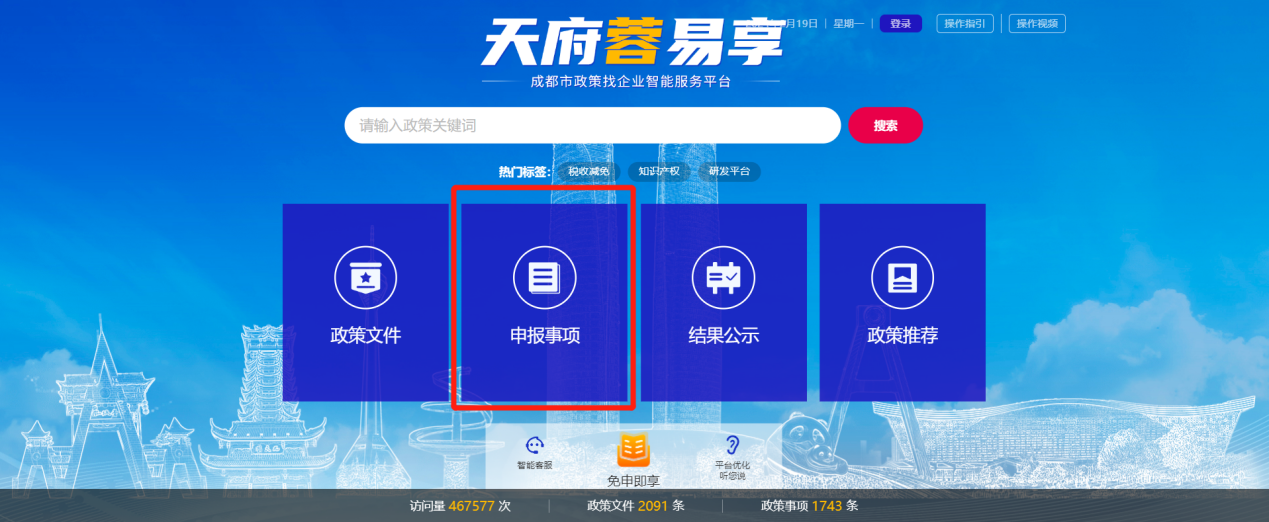 天府蓉易享
月19日 | 星期一 | 登录 操作指引 | 操作视频
成都市政策找企业智能服务平台
请输入政策关键词 搜索
热门标签： 税收减免 知识产权 研发平台
政策文件 申报事项 结果公示 政策推荐
智能客服 免申即享 平台优化
听您说
访问量 467577 次 | 政策文件 2091 条 | 政策事项 1743 条